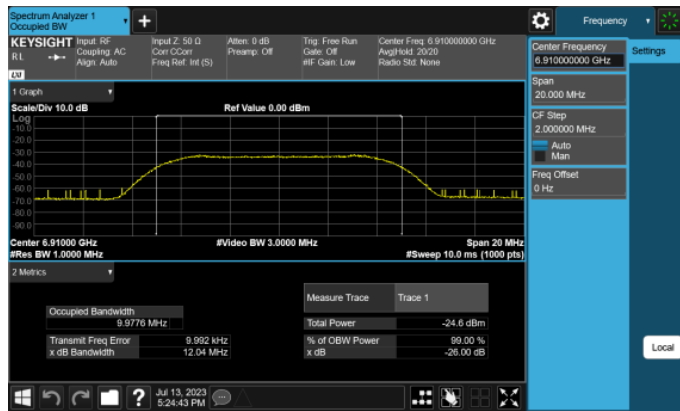 Spectrum Analyzer 1
Occupied BW
Frequency
KEYSIGHT Input: RF Input Z: 50 Ω Atten: 0 dB Trig: Free Run Center Freq: 6.910000000 GHz
RL Coupling: AC Corr CCorr Preamp: Off Gate: Off Avg|Hold: 20/20
Align: Auto Freq Ref: Int (S) #IF Gain: Low Radio Std: None
Center Frequency
6.910000000 GHz
Settings
Span
20.000 MHz
CF Step
2.000000 MHz
Auto
Man
Freq Offset
0 Hz
1 Graph
Scale/Div 10.0 dB Ref Value 0.00 dBm
Log
-10.0
-20.0
-30.0
-40.0
-50.0
-60.0
-70.0
-80.0
-90.0
Center 6.91000 GHz #Video BW 3.0000 MHz Span 20 MHz
#Res BW 1.0000 MHz #Sweep 10.0 ms (1000 pts)
2 Metrics
Measure Trace Trace 1
Occupied Bandwidth
9.9776 MHz Total Power -24.6 dBm
Transmit Freq Error 9.992 kHz % of OBW Power 99.00 %
x dB Bandwidth 12.04 MHz x dB -26.00 dB
Local
? Jul 13, 2023
5:24:43 PM